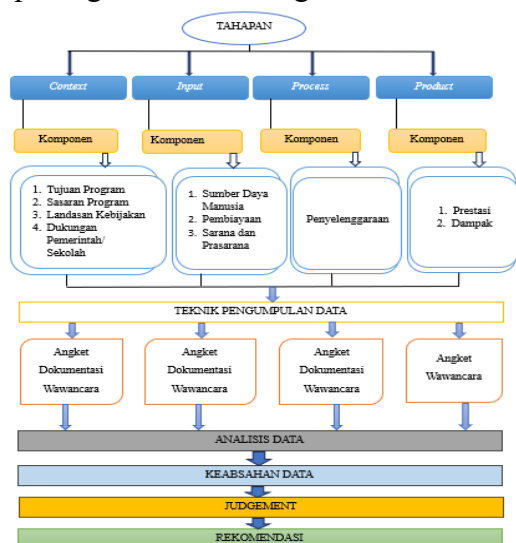 TAHAPAN
Context
Input
Process
Product
Komponen
Komponen
Komponen
Komponen
1. Tujuan Program
2. Sasaran Program
3. Landasan Kebijakan
4. Dukungan
Pemerintah/
Sekolah
1. Sumber Daya
Manusia
2. Pembiayaan
3. Sarana dan
Prasarana
Penyelenggaraan
1. Prestasi
2. Dampak
TEKNIK PENGUMPULAN DATA
Angket
Dokumentasi
Wawancara
Angket
Dokumentasi
Wawancara
Angket
Dokumentasi
Wawancara
Angket
Wawancara
ANALISIS DATA
KEABSAHAN DATA
JUDGEMENT
REKOMENDASI